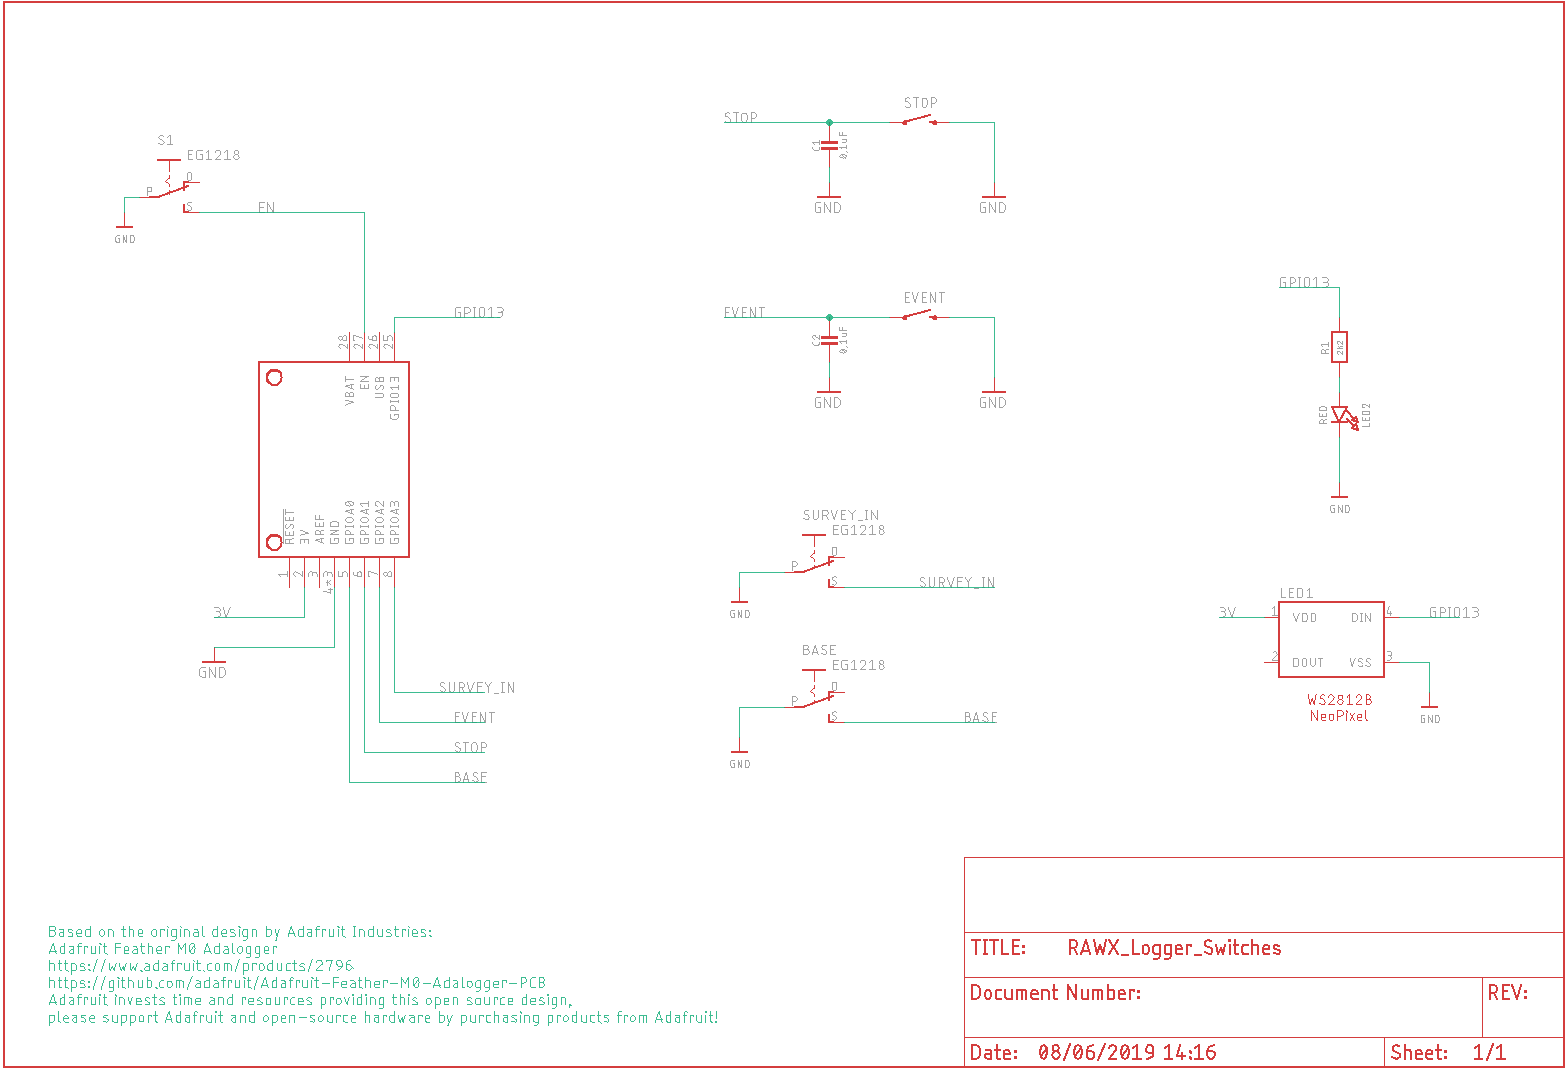 STOP
STOP
C1
0.1uF
GND
GND
S1
EG1218
P
O
S
EN
GND
EVENT
EVENT
C2
0.1uF
GND
GND
GPIO13
R1
2k2
RED
LED2
GND
GPIO13
28
27
26
25
VBAT
EN
USB
GPIO13
RESET
3V
AREF
GND
GPIOA0
GPIOA1
GPIOA2
GPIOA3
1
2
3
4*3
5
6
7
8
3V
GND
SURVEY_IN
EVENT
STOP
BASE
SURVEY_IN
EG1218
P
O
S
SURVEY_IN
GND
BASE
EG1218
P
O
S
BASE
GND
LED1
3V
1
VDD
DIN
4
GPIO13
2
DOUT
VSS
3
WS2812B
NeoPixel
GND
Based on the original design by Adafruit Industries:
Adafruit Feather M0 Adalogger
https://www.adafruit.com/products/2796
https://github.com/adafruit/Adafruit-Feather-M0-Adalogger-PCB
Adafruit invests time and resources providing this open source design,
please support Adafruit and open-source hardware by purchasing products from Adafruit!
TITLE: RAWX_Logger_Switches
Document Number:
REV:
Date: 08/06/2019 14:16
Sheet: 1/1